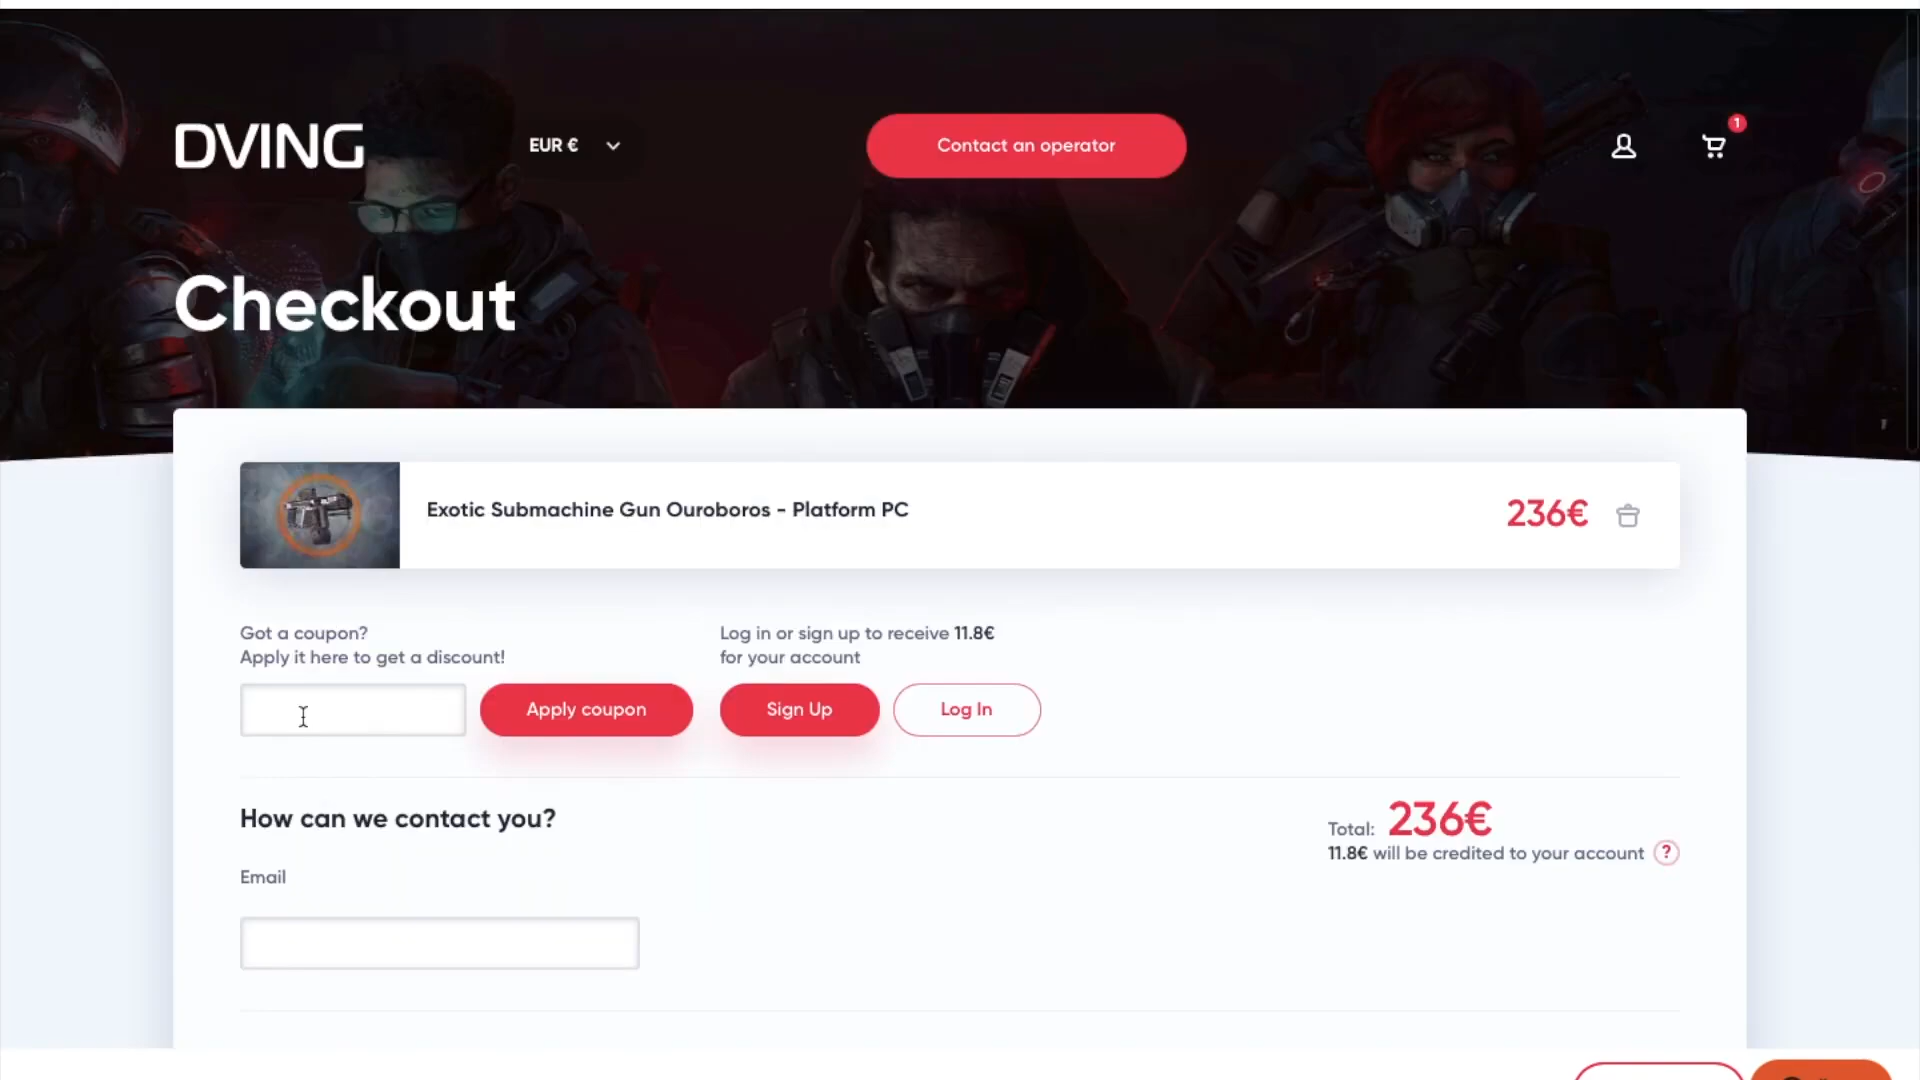 DVING
EUR €
Contact an operator
1
Checkout
Exotic Submachine Gun Ouroboros - Platform PC
236€
Got a coupon?
Apply it here to get a discount!
Apply coupon
Log in or sign up to receive 11.8€
for your account
Sign Up
Log In
How can we contact you?
Total: 236€
11.8€ will be credited to your account ?
Email